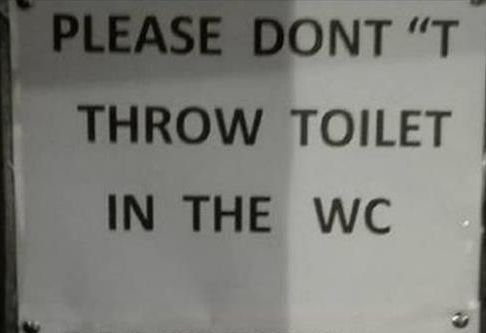 PLEASE DONT “T
THROW TOILET
IN THE WC